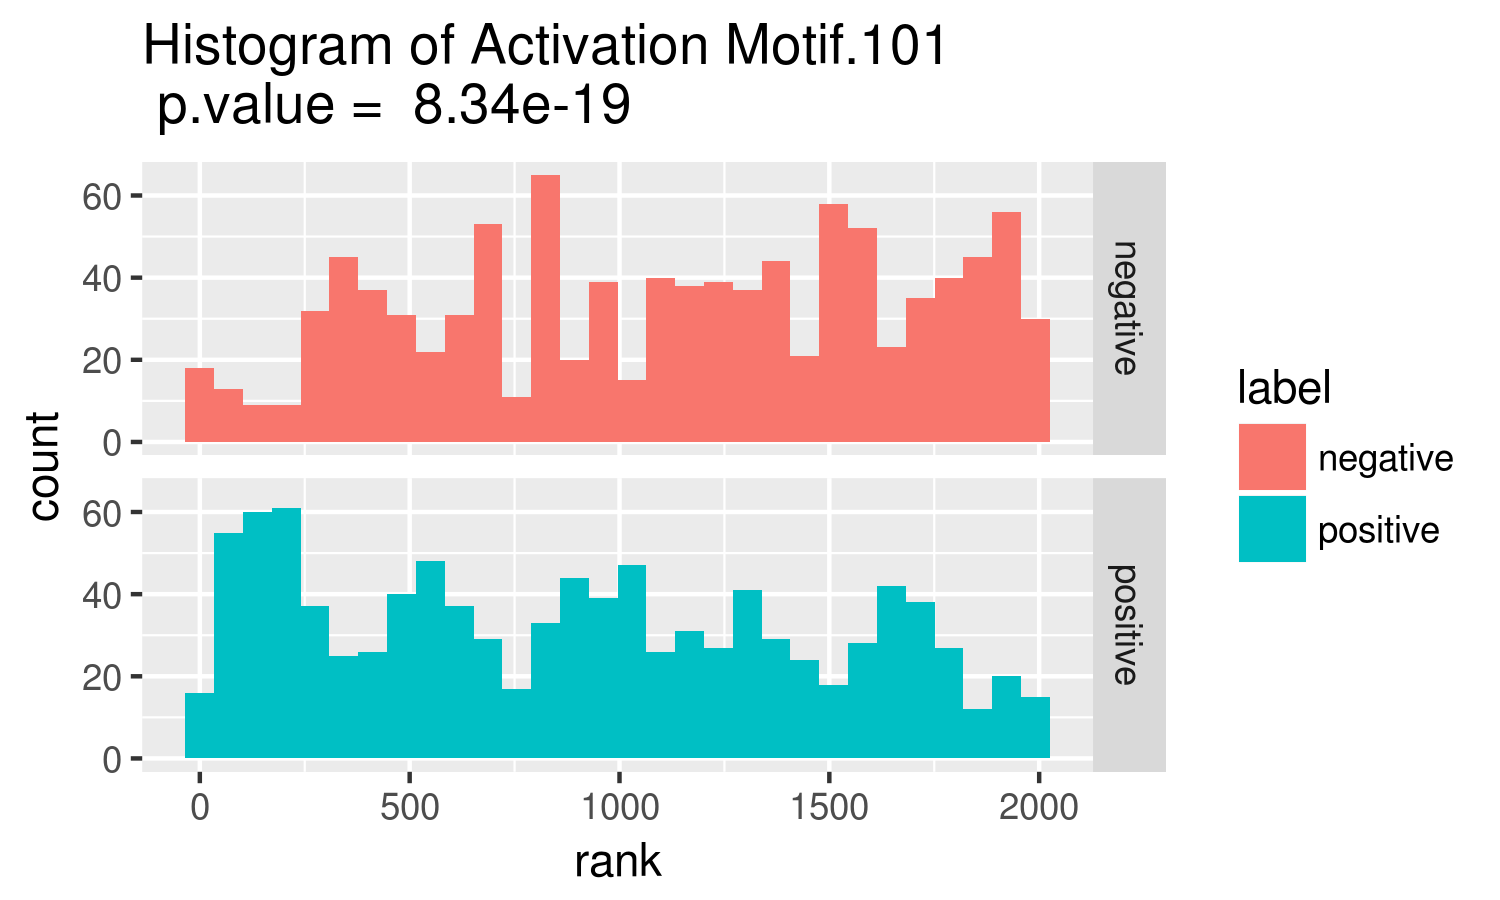 Histogram of Activation Motif.101
p.value =  8.34e-19
count
60
40
20
0
negative
60
40
20
0
positive
0 500 1000 1500 2000
rank
label
negative
positive